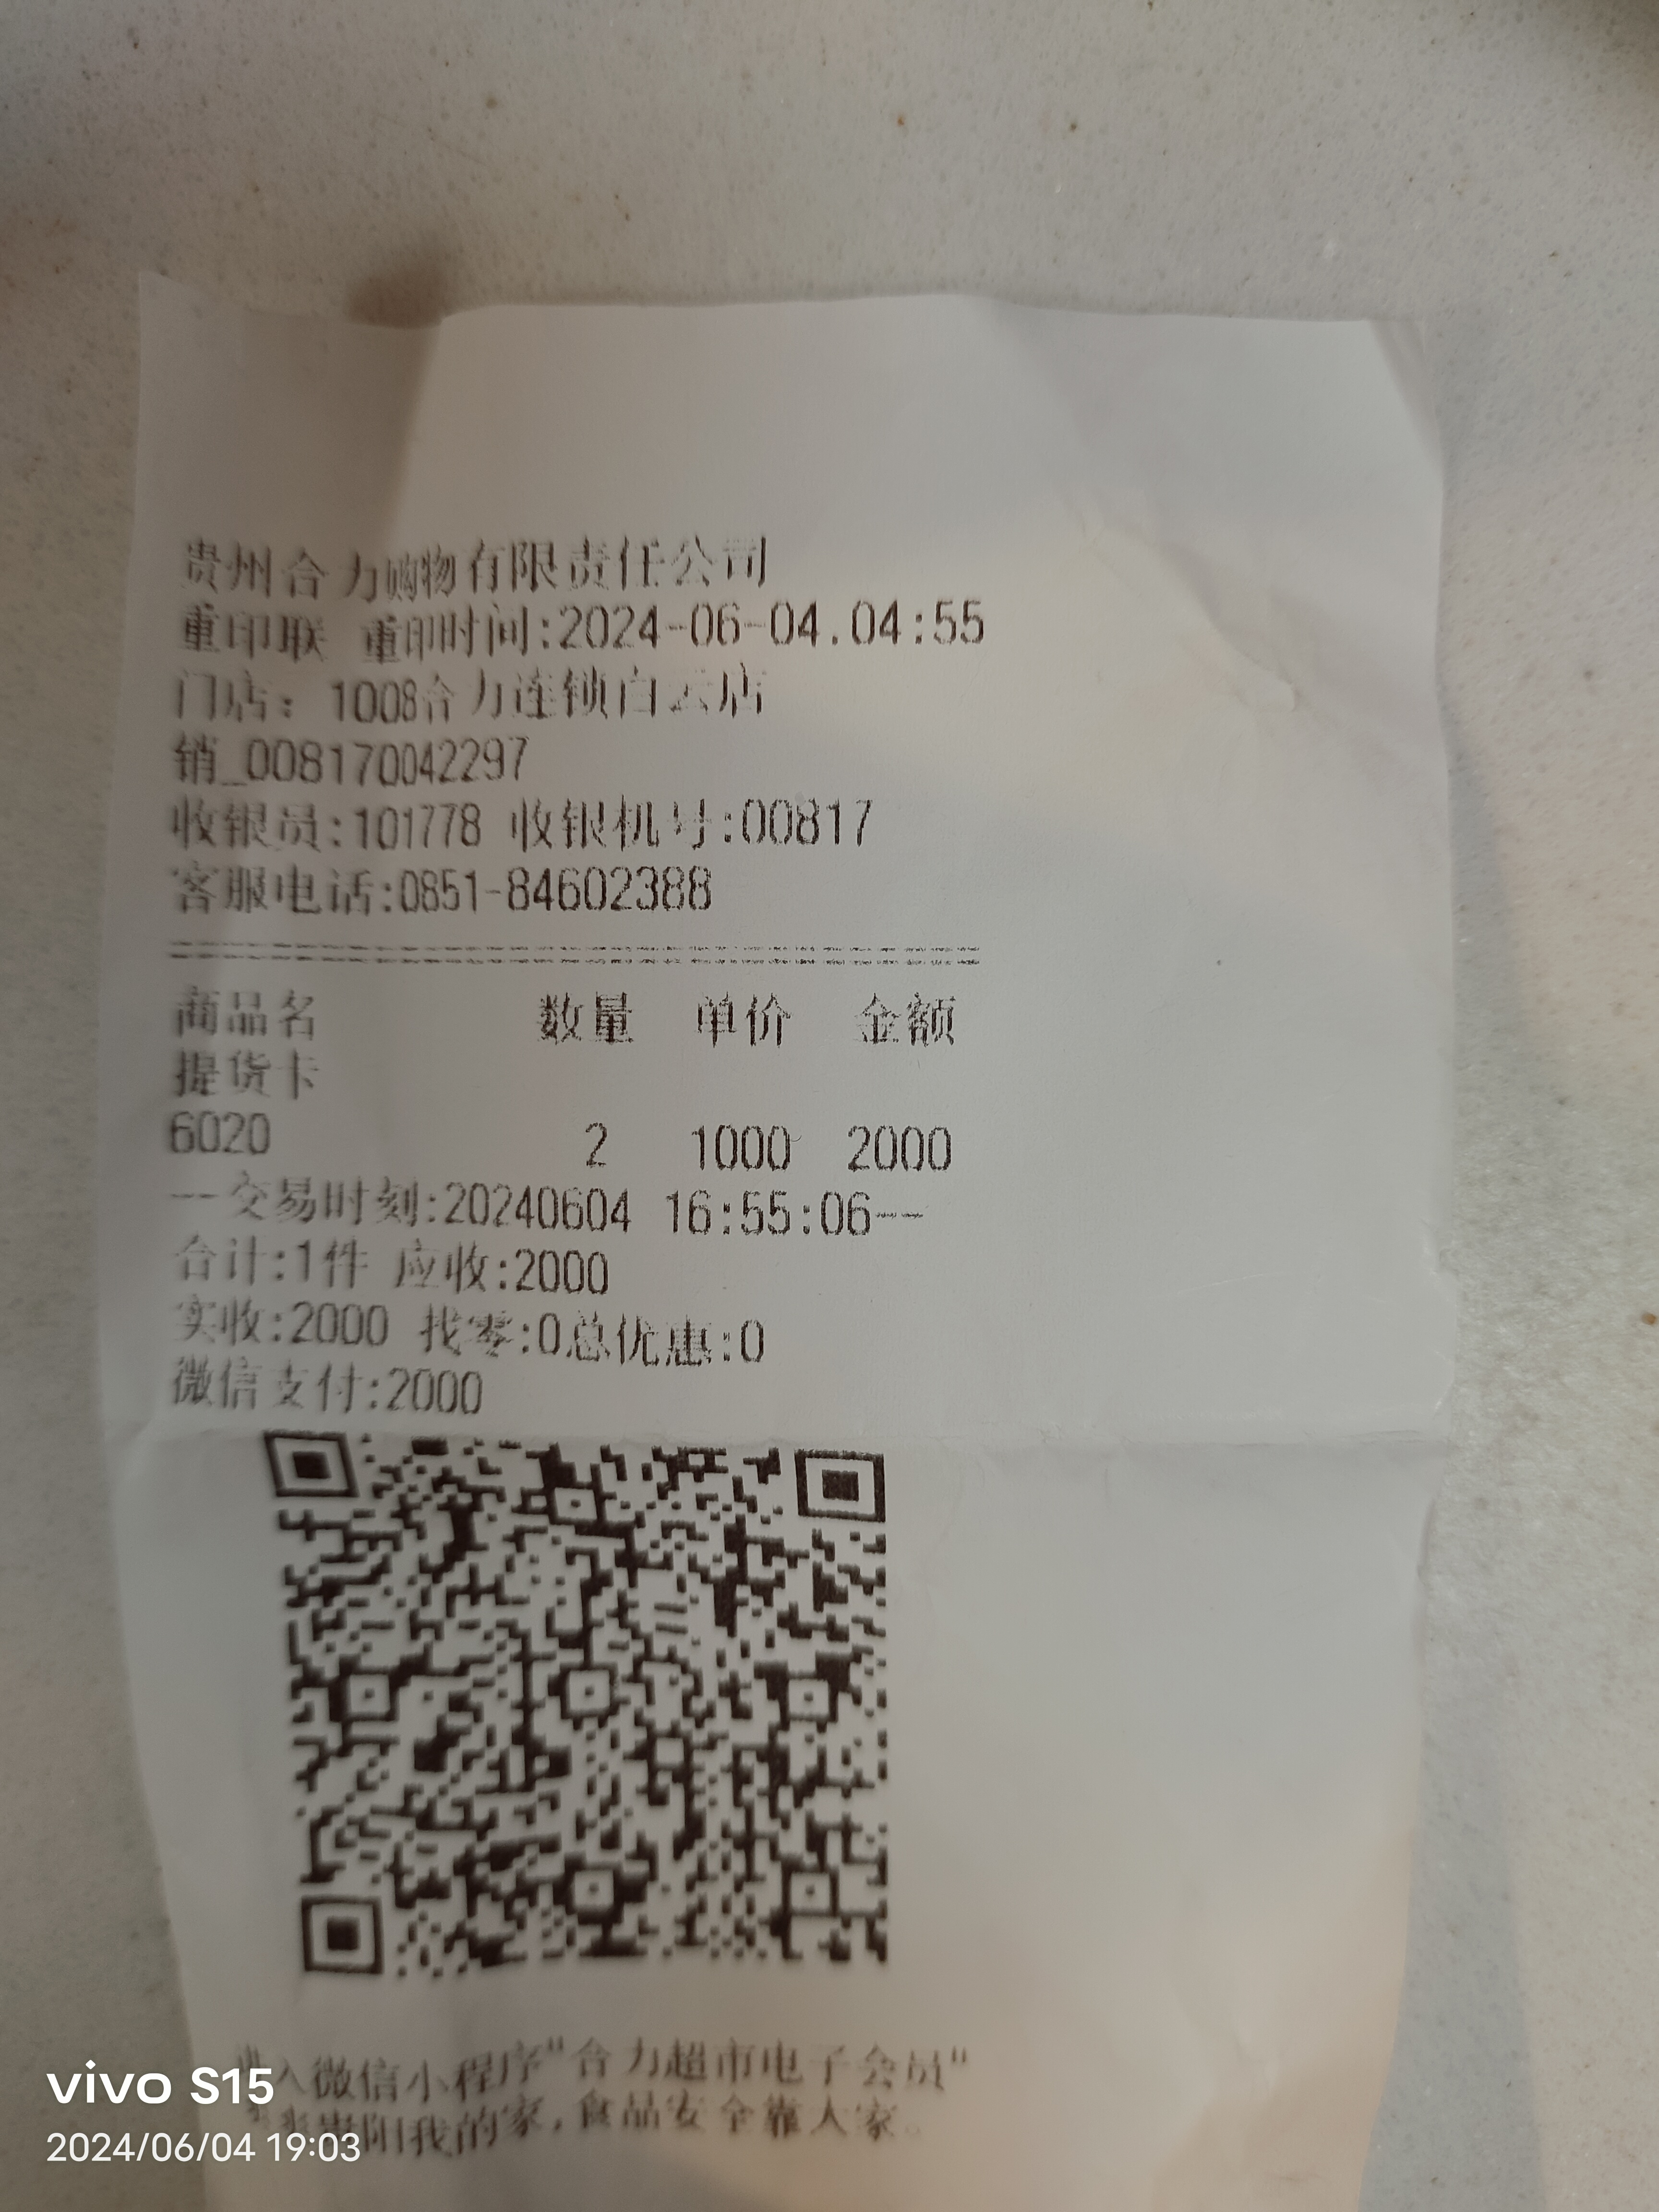 贵州合力购物有限责任公司
重印联 重印时间:2024-06-04.04:55
门店：1008合力连锁白云店
销_008170042297
收银员:101778 收银机号:00817
客服电话:0851-84602388
商品名 数量 单价 金额
提货卡
6020 2 1000 2000
--交易时刻:20240604 16:55:06--
合计:1件 应收:2000
实收:2000 找零:0总优惠:0
微信支付:2000
入微信小程序"合力超市电子会员"
贵阳我的家,食品安全靠大家。
vivo S15
2024/06/04 19:03